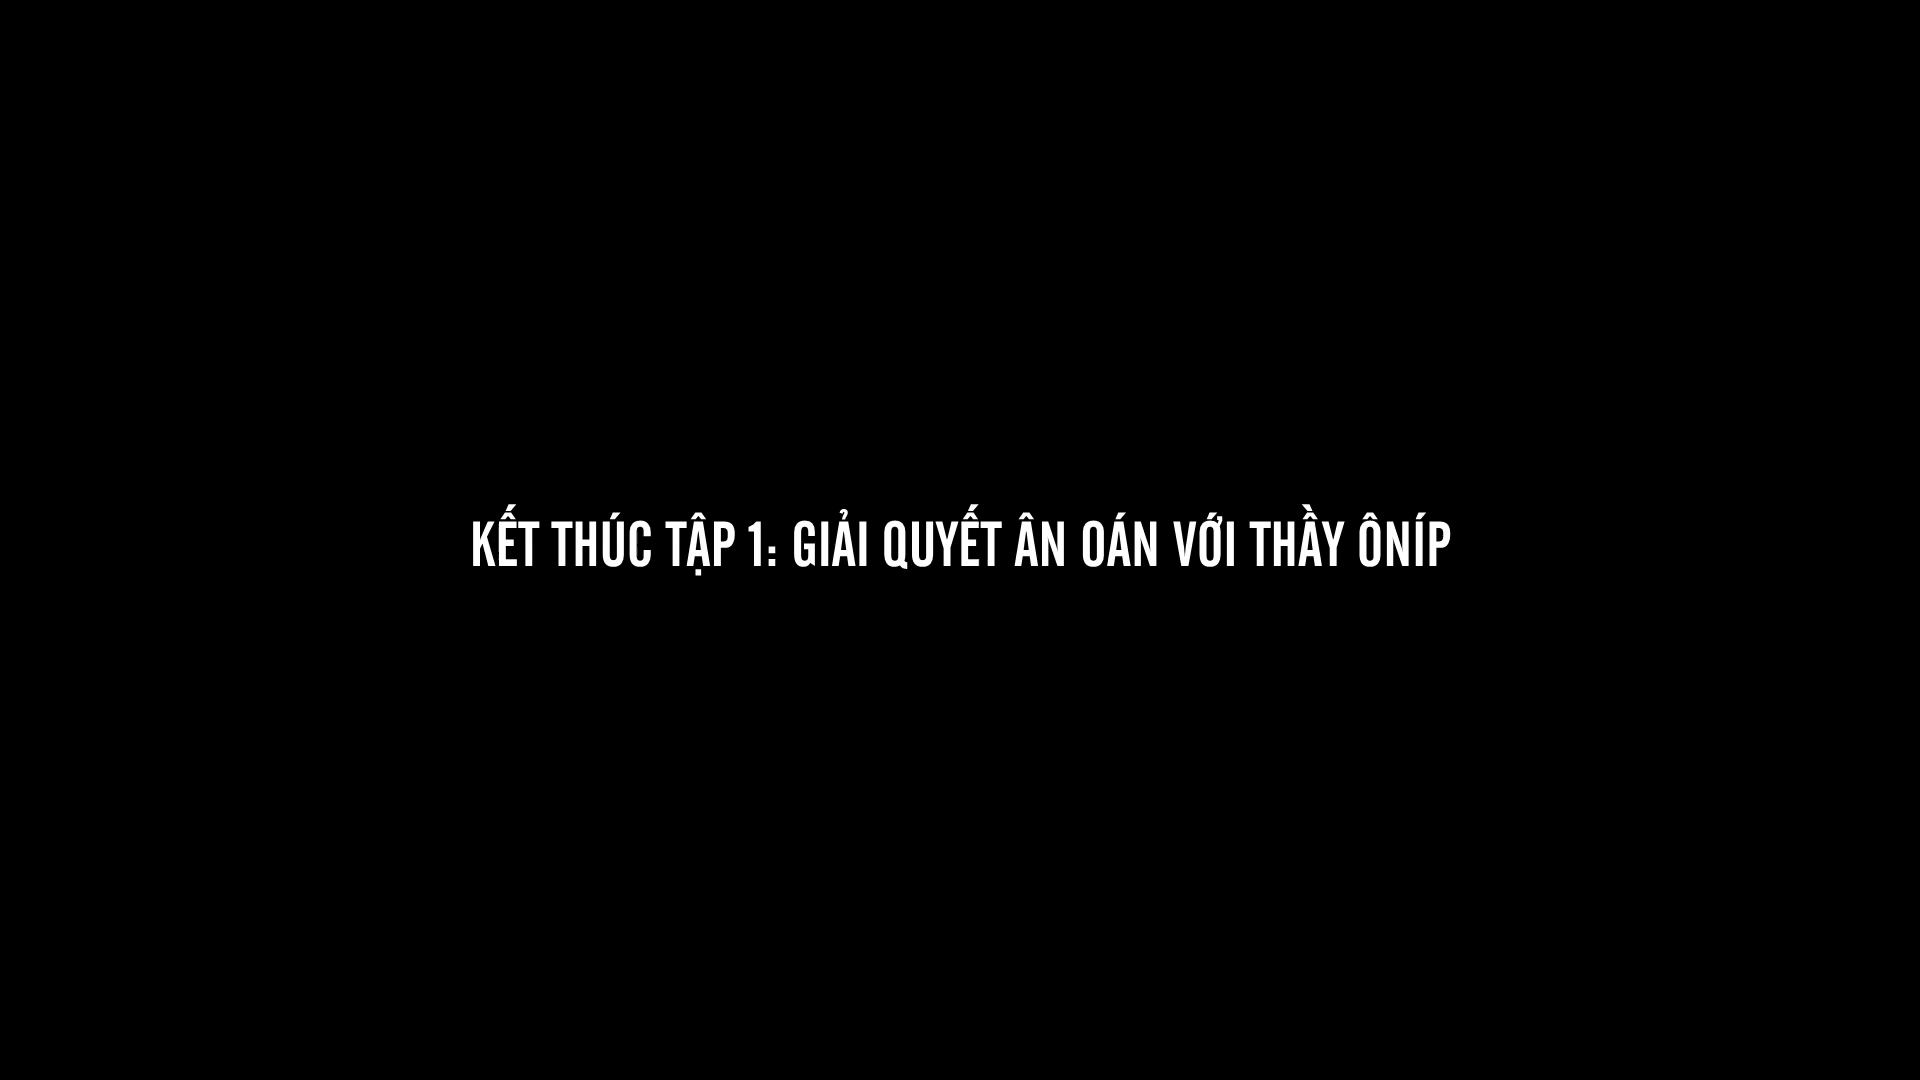 KẾT THÚC TẬP 1: GIẢI QUYẾT ÂN OÁN VỚI THẦY ÔNÍP